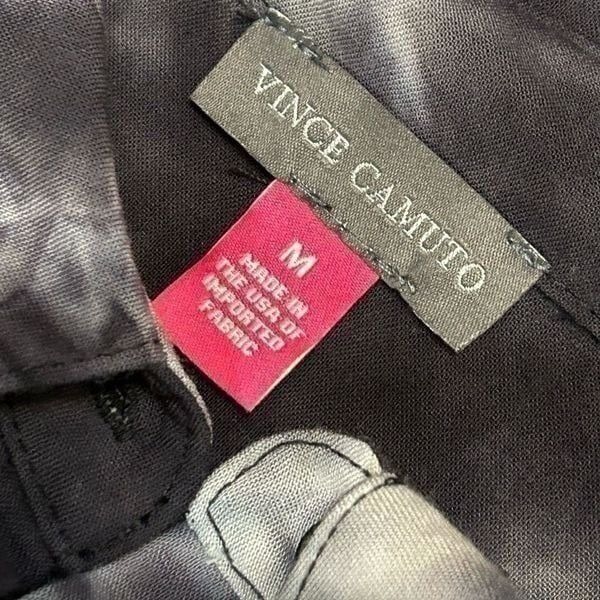 VINCE CAMUTO
M
MADE IN
THE USA OF
IMPORTED
FABRIC